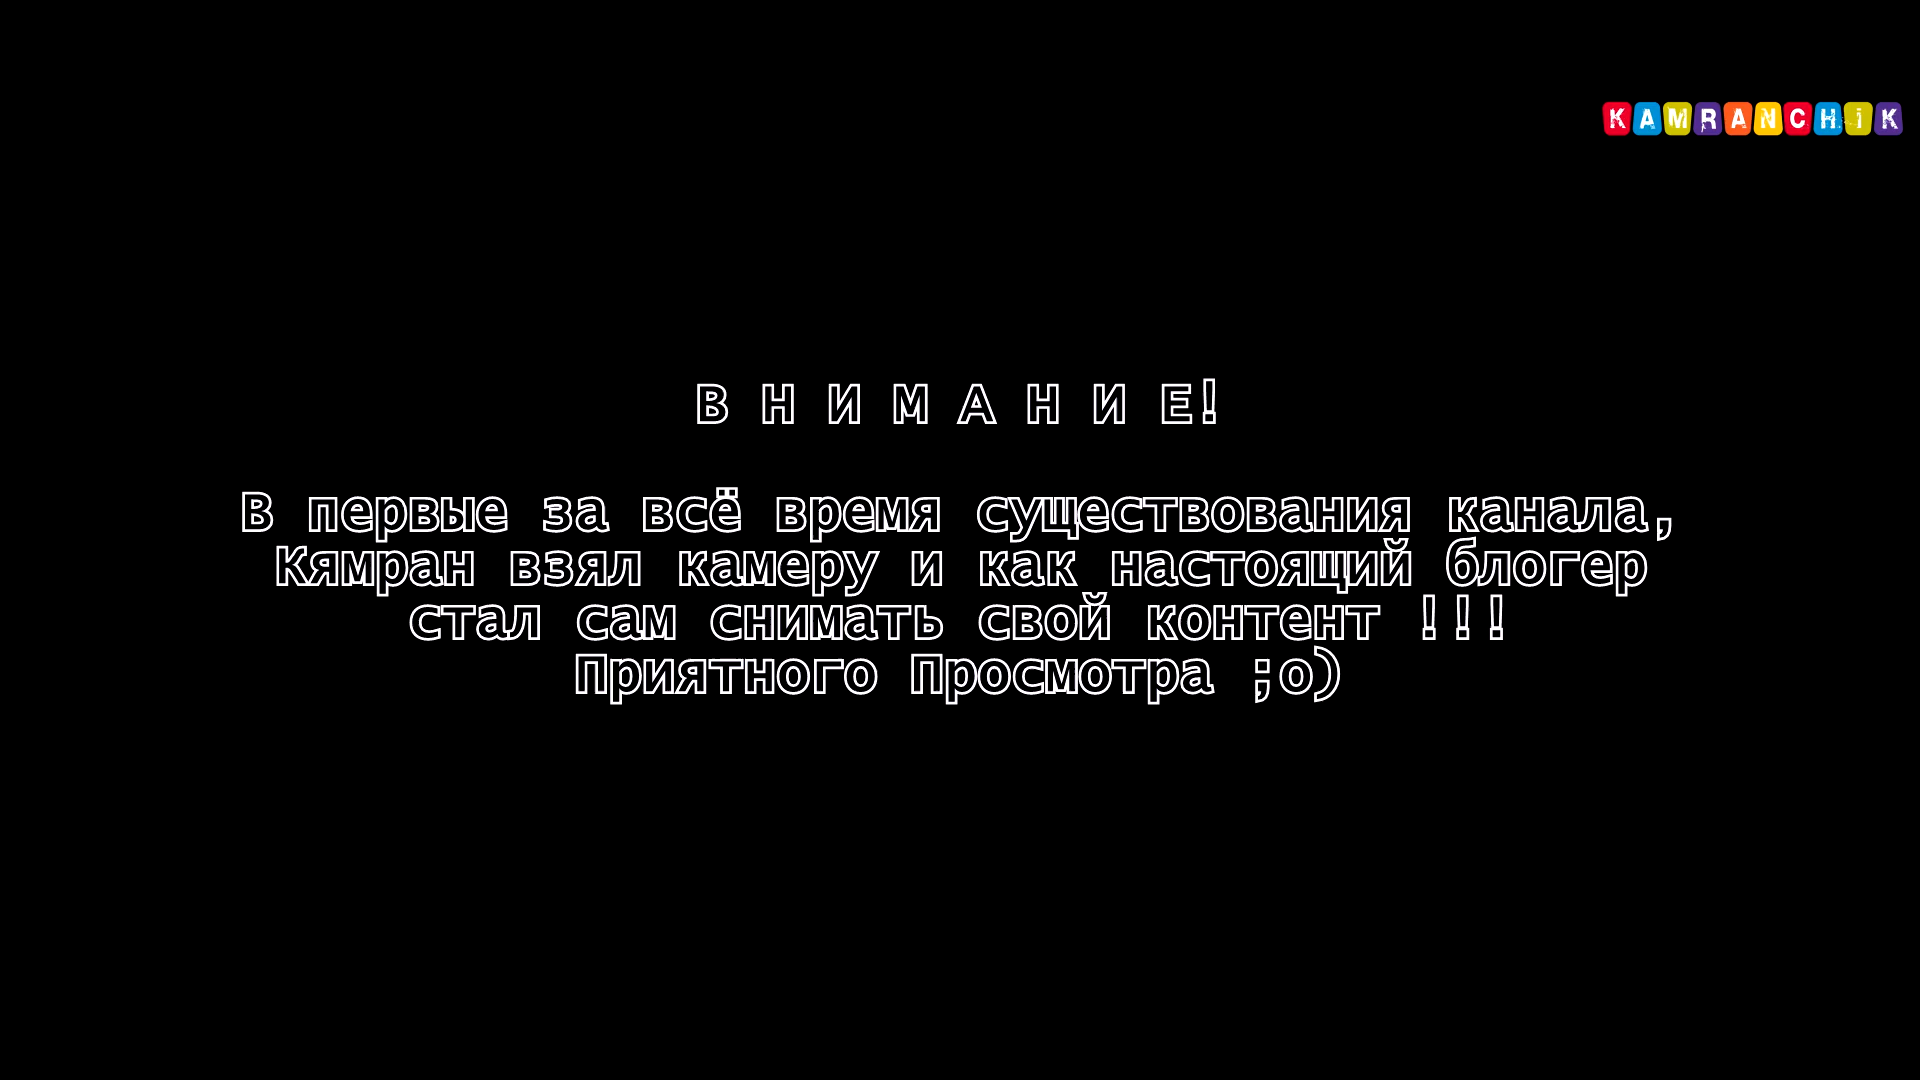 KAMRANCHiK
В Н И М А Н И Е!
В первые за всё время существования канала,
Кямран взял камеру и как настоящий блогер
стал сам снимать свой контент !!!
Приятного Просмотра ;о)